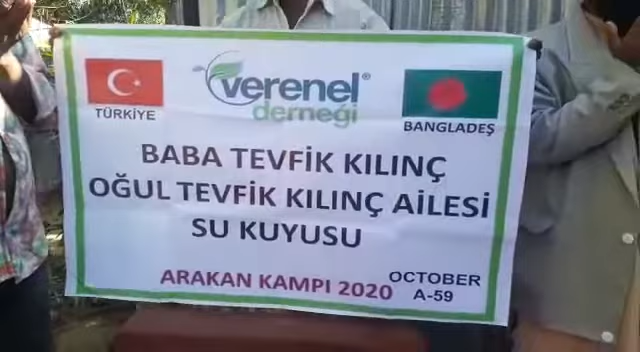 verenel®
derneği
TÜRKİYE
BANGLADEŞ
BABA TEVFİK KILINÇ
OĞUL TEVFİK KILINÇ AİLESİ
SU KUYUSU
ARAKAN KAMPI 2020
OCTOBER
A-59